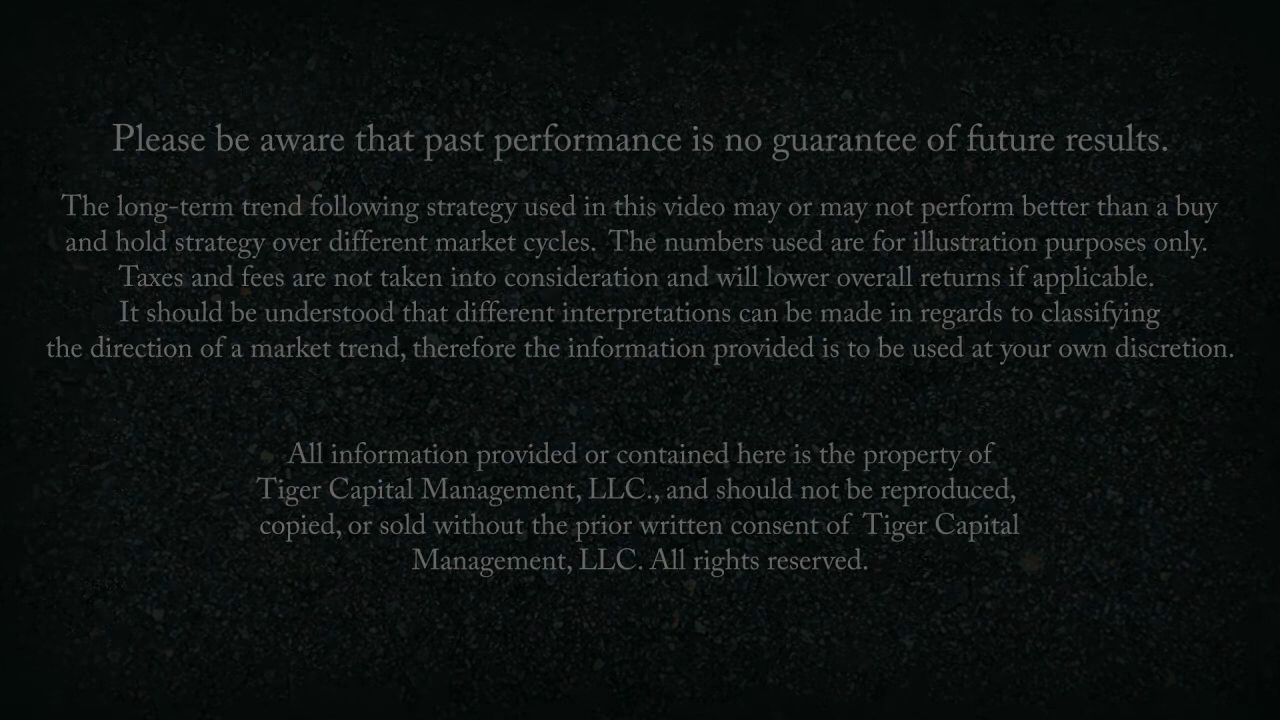 Please be aware that past performance is no guarantee of future results.
The long-term trend following strategy used in this video may or may not perform better than a buy
and hold strategy over different market cycles.  The numbers used are for illustration purposes only.
Taxes and fees are not taken into consideration and will lower overall returns if applicable.
It should be understood that different interpretations can be made in regards to classifying
the direction of a market trend, therefore the information provided is to be used at your own discretion.
All information provided or contained here is the property of
Tiger Capital Management, LLC., and should not be reproduced,
copied, or sold without the prior written consent of  Tiger Capital
Management, LLC. All rights reserved.